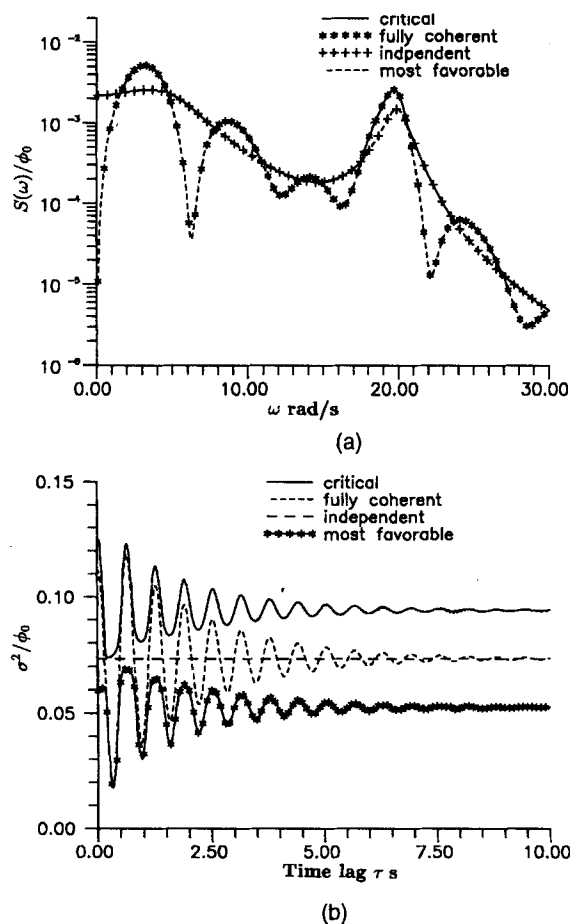 critical
fully coherent
indpendent
most favorable
10⁻¹
10⁻²
10⁻³
10⁻⁴
10⁻⁵
10⁻⁶
S(ω)/ϕ₀
0.00 10.00 20.00 30.00
ω rad/s
(a)
critical
fully coherent
independent
most favorable
0.15
0.10
0.05
0.00
σ²/ϕ₀
0.00 2.50 5.00 7.50 10.00
Time lag τ s
(b)